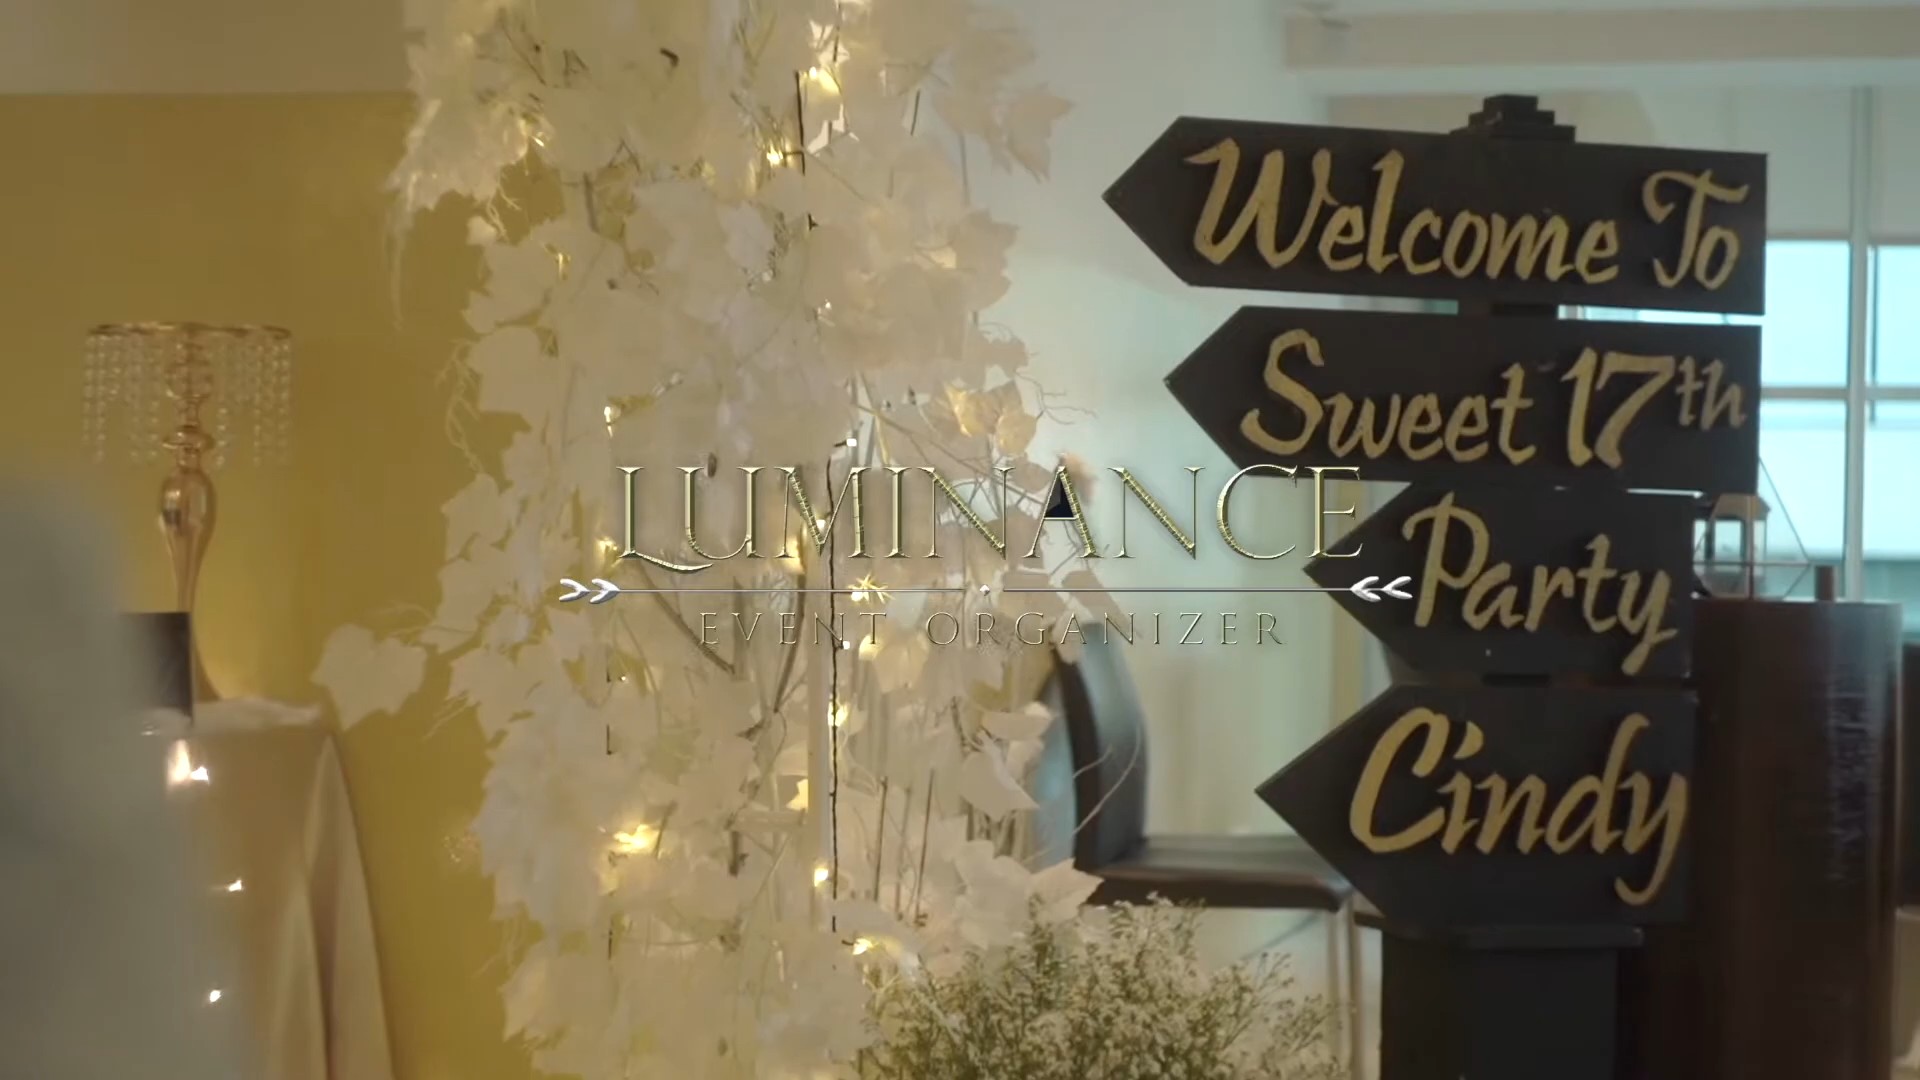 Welcome To
Sweet 17th
Party
Cindy
LUMINANCE
EVENT ORGANIZER